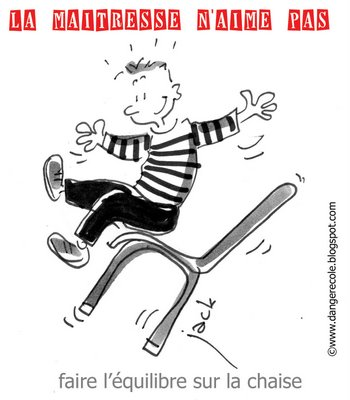 LA MAITRESSE N'AIME PAS
©www.dangerecole.blogspot.com
jack
faire l'équilibre sur la chaise